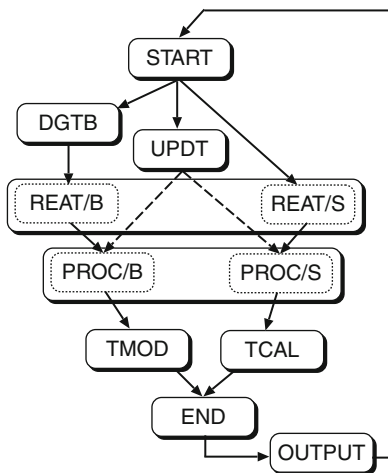 START
DGTB
UPDT
REAT/B
REAT/S
PROC/B
PROC/S
TMOD
TCAL
END
OUTPUT